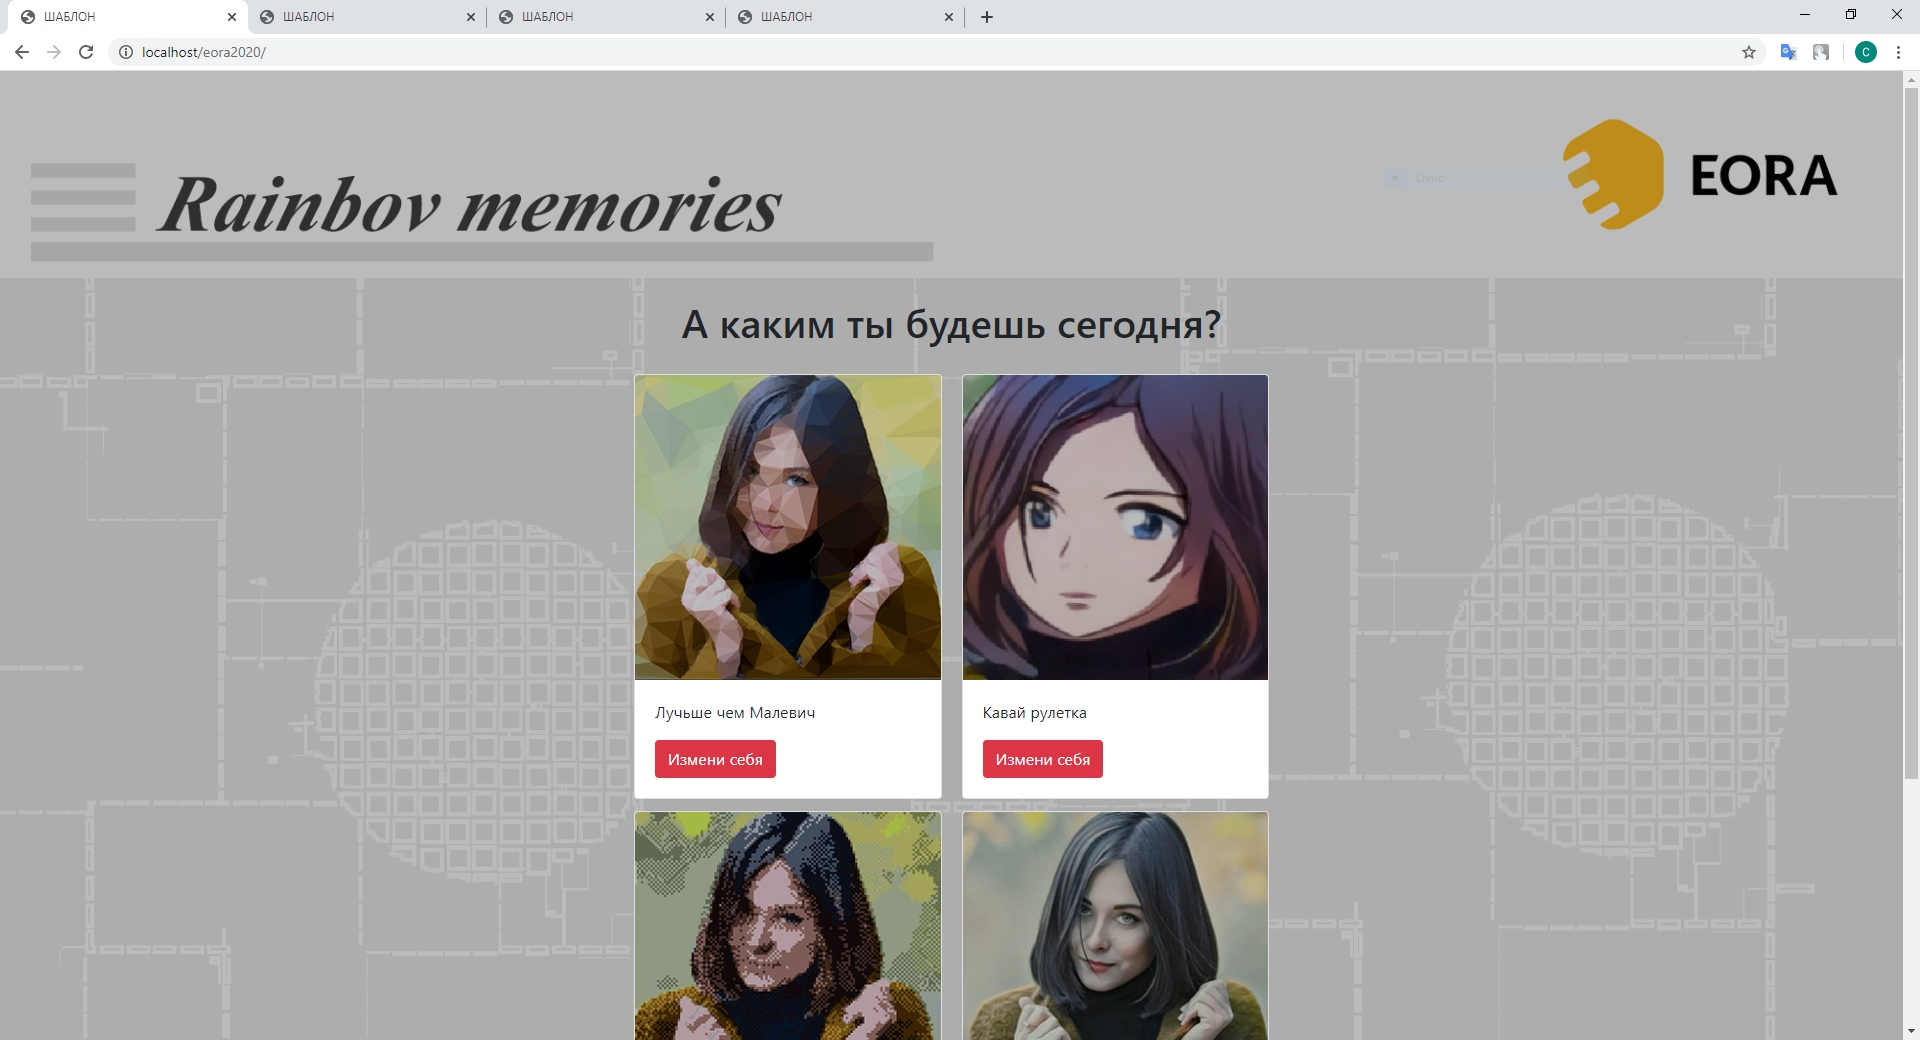 ШАБЛОН
ШАБЛОН
ШАБЛОН
ШАБЛОН
localhost/eora2020/
C
Rainbov memories
Окно
EORA
А каким ты будешь сегодня?
Лучьше чем Малевич
Кавай рулетка
Измени себя
Измени себя